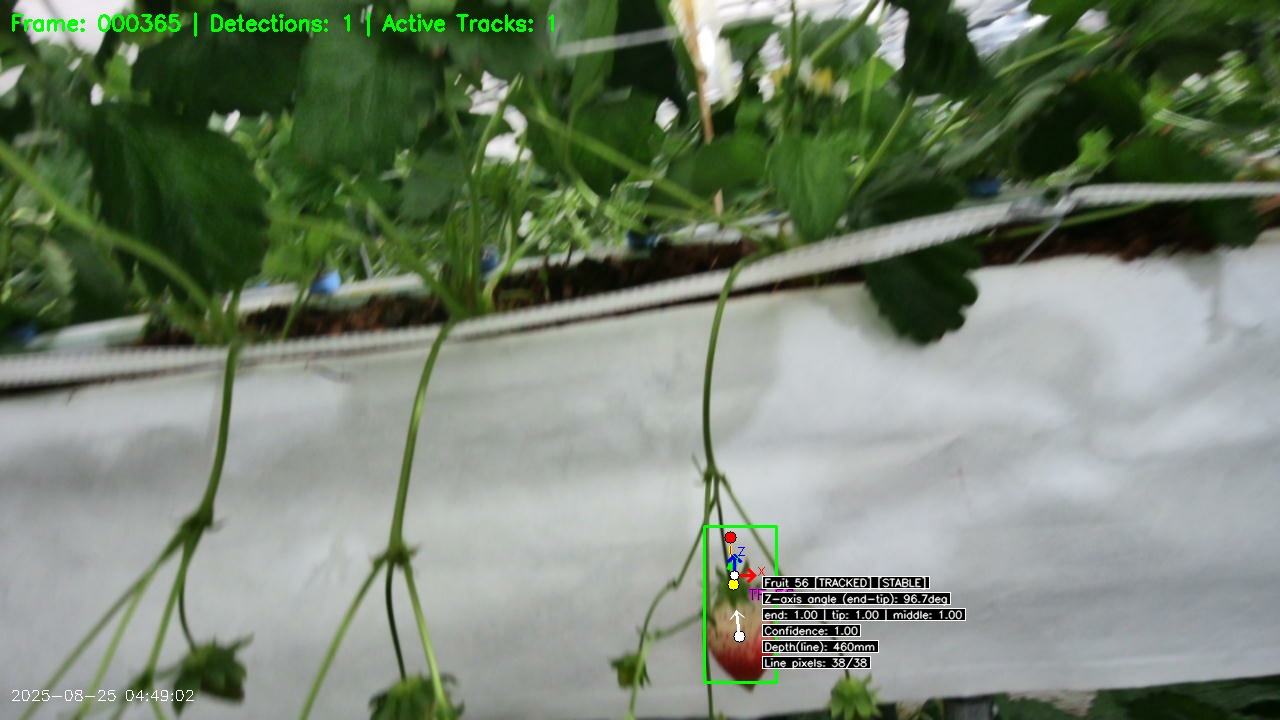 Frame: 000365 | Detections: 1 | Active Tracks: 1
Z
X
Fruit 56 [TRACKED] [STABLE]
Z-axis angle (end-tip): 96.7deg
end: 1.00 | tip: 1.00 | middle: 1.00
Confidence: 1.00
Depth(line): 460mm
Line pixels: 38/38
2025-08-25 04:49:02